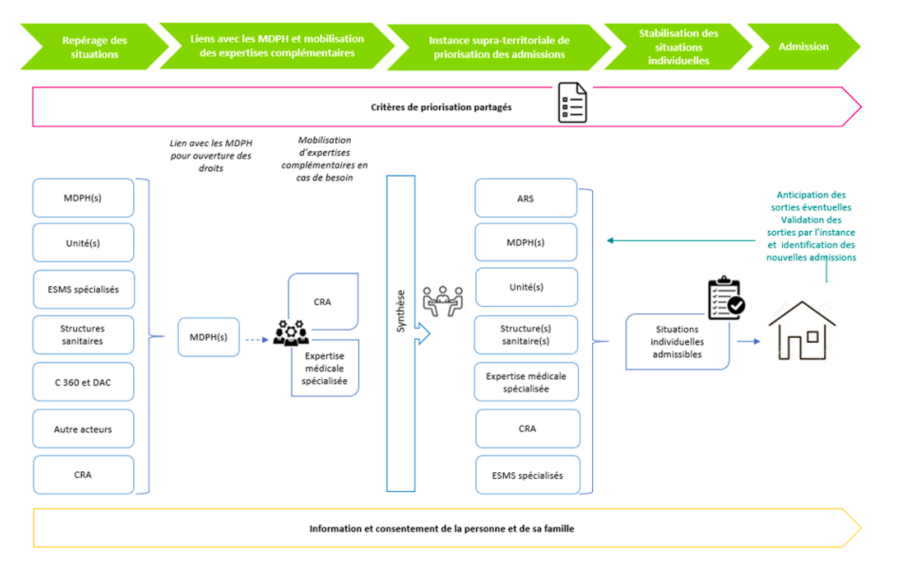 Repérage des
situations
Liens avec les MDPH et mobilisation
des expertises complémentaires
Instance supra-territoriale de
priorisation des admissions
Stabilisation des
situations
individuelles
Admission
Critères de priorisation partagés
Lien avec les MDPH
pour ouverture des
droits
Mobilisation
d'expertises
complémentaires en
cas de besoin
MDPH(s)
Unité(s)
ESMS spécialisés
Structures
sanitaires
C 360 et DAC
Autre acteurs
CRA
MDPH(s)
CRA
Expertise
médicale
spécialisée
Synthèse
ARS
MDPH(s)
Unité(s)
Structure(s)
sanitaire(s)
Expertise médicale
spécialisée
CRA
ESMS spécialisés
Situations
individuelles
admissibles
Anticipation des
sorties éventuelles
Validation des
sorties par l'instance
et identification des
nouvelles admissions
Information et consentement de la personne et de sa famille